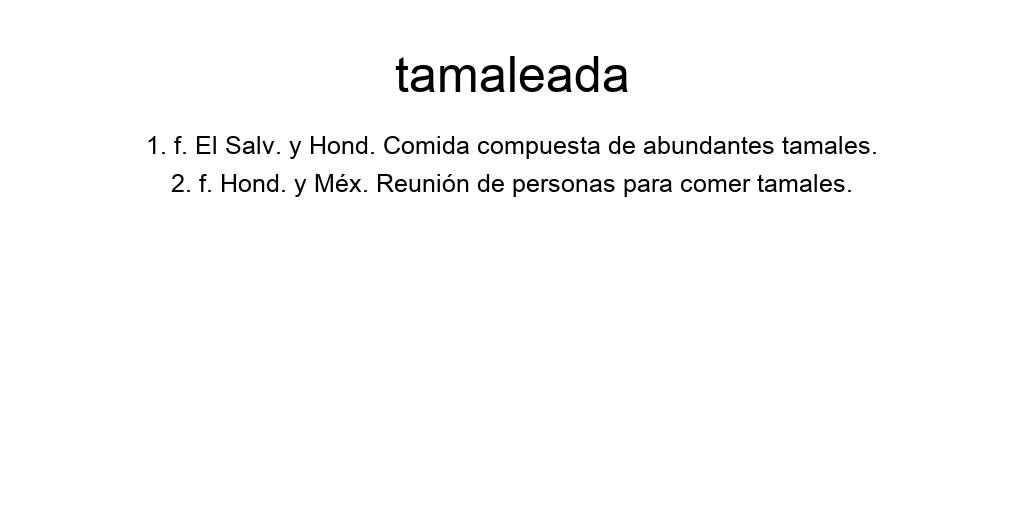 tamaleada
1. f. El Salv. y Hond. Comida compuesta de abundantes tamales.
2. f. Hond. y Méx. Reunión de personas para comer tamales.